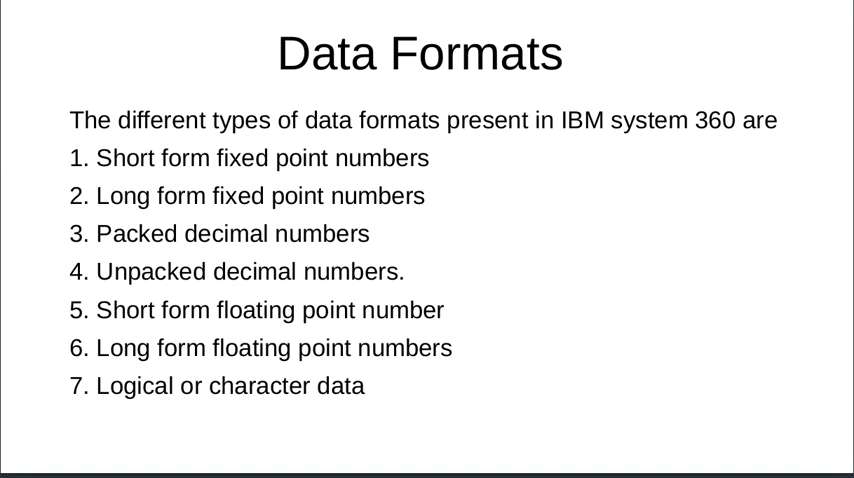 Data Formats
The different types of data formats present in IBM system 360 are
1. Short form fixed point numbers
2. Long form fixed point numbers
3. Packed decimal numbers
4. Unpacked decimal numbers.
5. Short form floating point number
6. Long form floating point numbers
7. Logical or character data